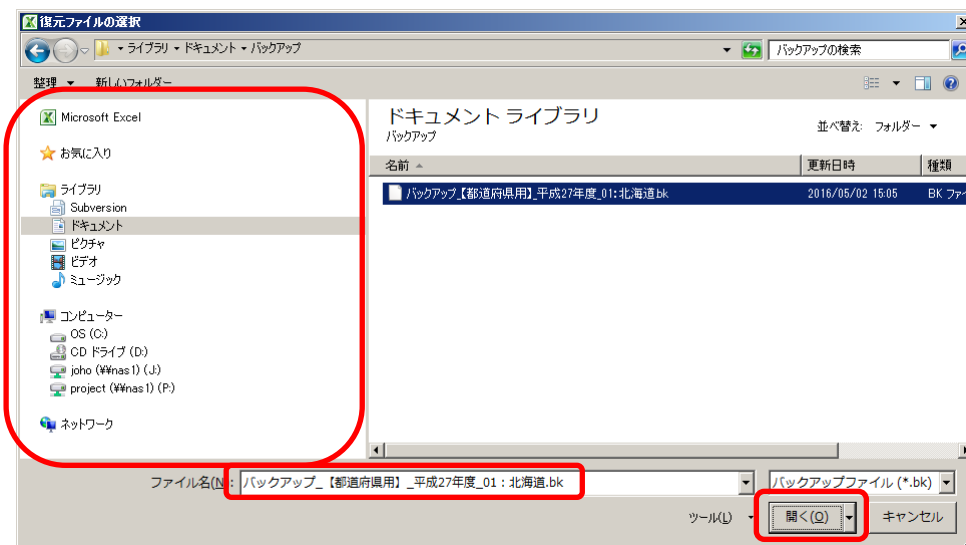 復元ファイルの選択
ライブラリ ドキュメント バックアップ
バックアップの検索
整理 新しいフォルダー
Microsoft Excel
お気に入り
ライブラリ
Subversion
ドキュメント
ピクチャ
ビデオ
ミュージック
コンピューター
OS (C:)
CD ドライブ (D:)
joho (¥¥nas1) (J:)
project (¥¥nas1) (P:)
ネットワーク
ドキュメント ライブラリ
バックアップ
並べ替え: フォルダー
名前 更新日時 種類
バックアップ_【都道府県用】_平成27年度_01:北海道.bk 2016/05/02 15:05 BK ファイ
ファイル名(N): バックアップ_【都道府県用】_平成27年度_01:北海道.bk バックアップファイル (*.bk)
ツール(L) 開く(O) キャンセル